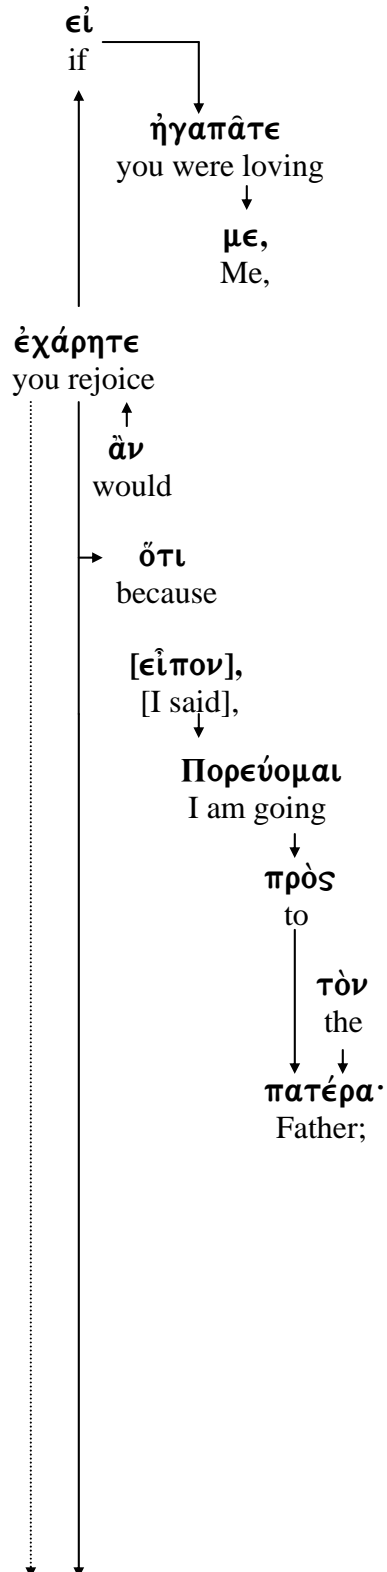 εἰ
if
ἠγαπᾶτε
you were loving
με,
Me,
ἐχάρητε
you rejoice
ἂν
would
ὅτι
because
[εἶπον],
[I said],
Πορεύομαι
I am going
πρὸς
to
τὸν
the
πατέρα·
Father;